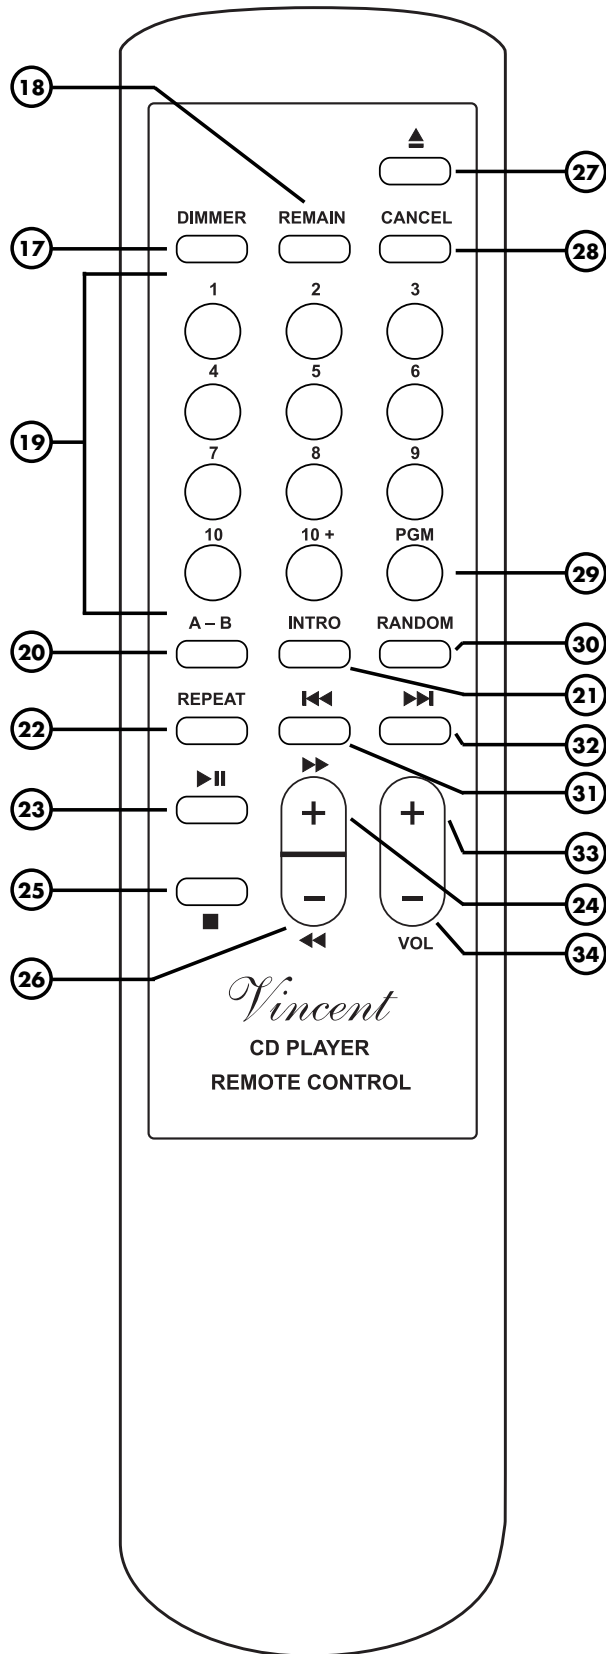 18
27
DIMMER REMAIN CANCEL
17
28
1 2 3
4 5 6
19
7 8 9
10 10 + PGM
29
A – B INTRO RANDOM
20
30
21
REPEAT
22
32
31
23
+ +
33
25
24
– –
VOL
34
26
Vincent
CD PLAYER
REMOTE CONTROL